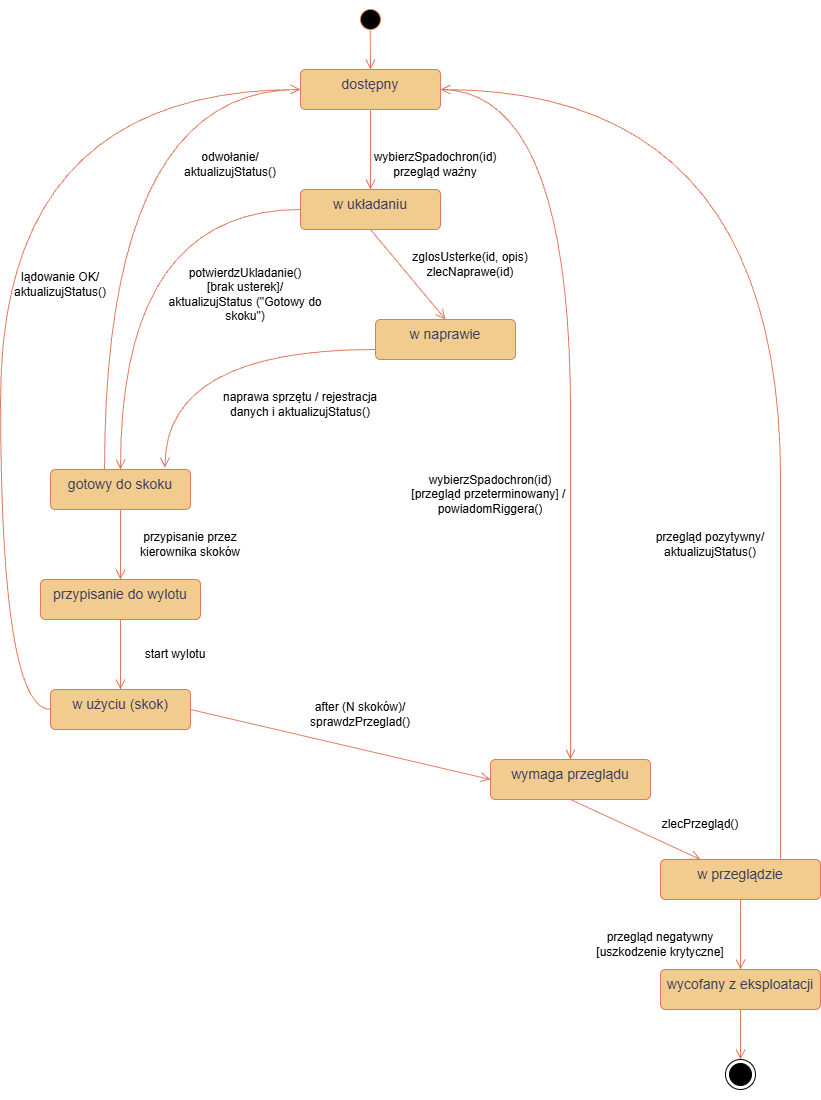 dostępny
odwołanie/
aktualizujStatus()
wybierzSpadochron(id)
przegląd ważny
w układaniu
lądowanie OK/
aktualizujStatus()
potwierdzUkladanie()
[brak usterek]/
aktualizujStatus ("Gotowy do
skoku")
zglosUsterke(id, opis)
zlecNaprawe(id)
w naprawie
naprawa sprzętu / rejestracja
danych i aktualizujStatus()
gotowy do skoku
wybierzSpadochron(id)
[przegląd przeterminowany] /
powiadomRiggera()
przypisanie przez
kierownika skoków
przegląd pozytywny/
aktualizujStatus()
przypisanie do wylotu
start wylotu
w użyciu (skok)
after (N skoków)/
sprawdzPrzeglad()
wymaga przeglądu
zlecPrzegląd()
w przeglądzie
przegląd negatywny
[uszkodzenie krytyczne]
wycofany z eksploatacji